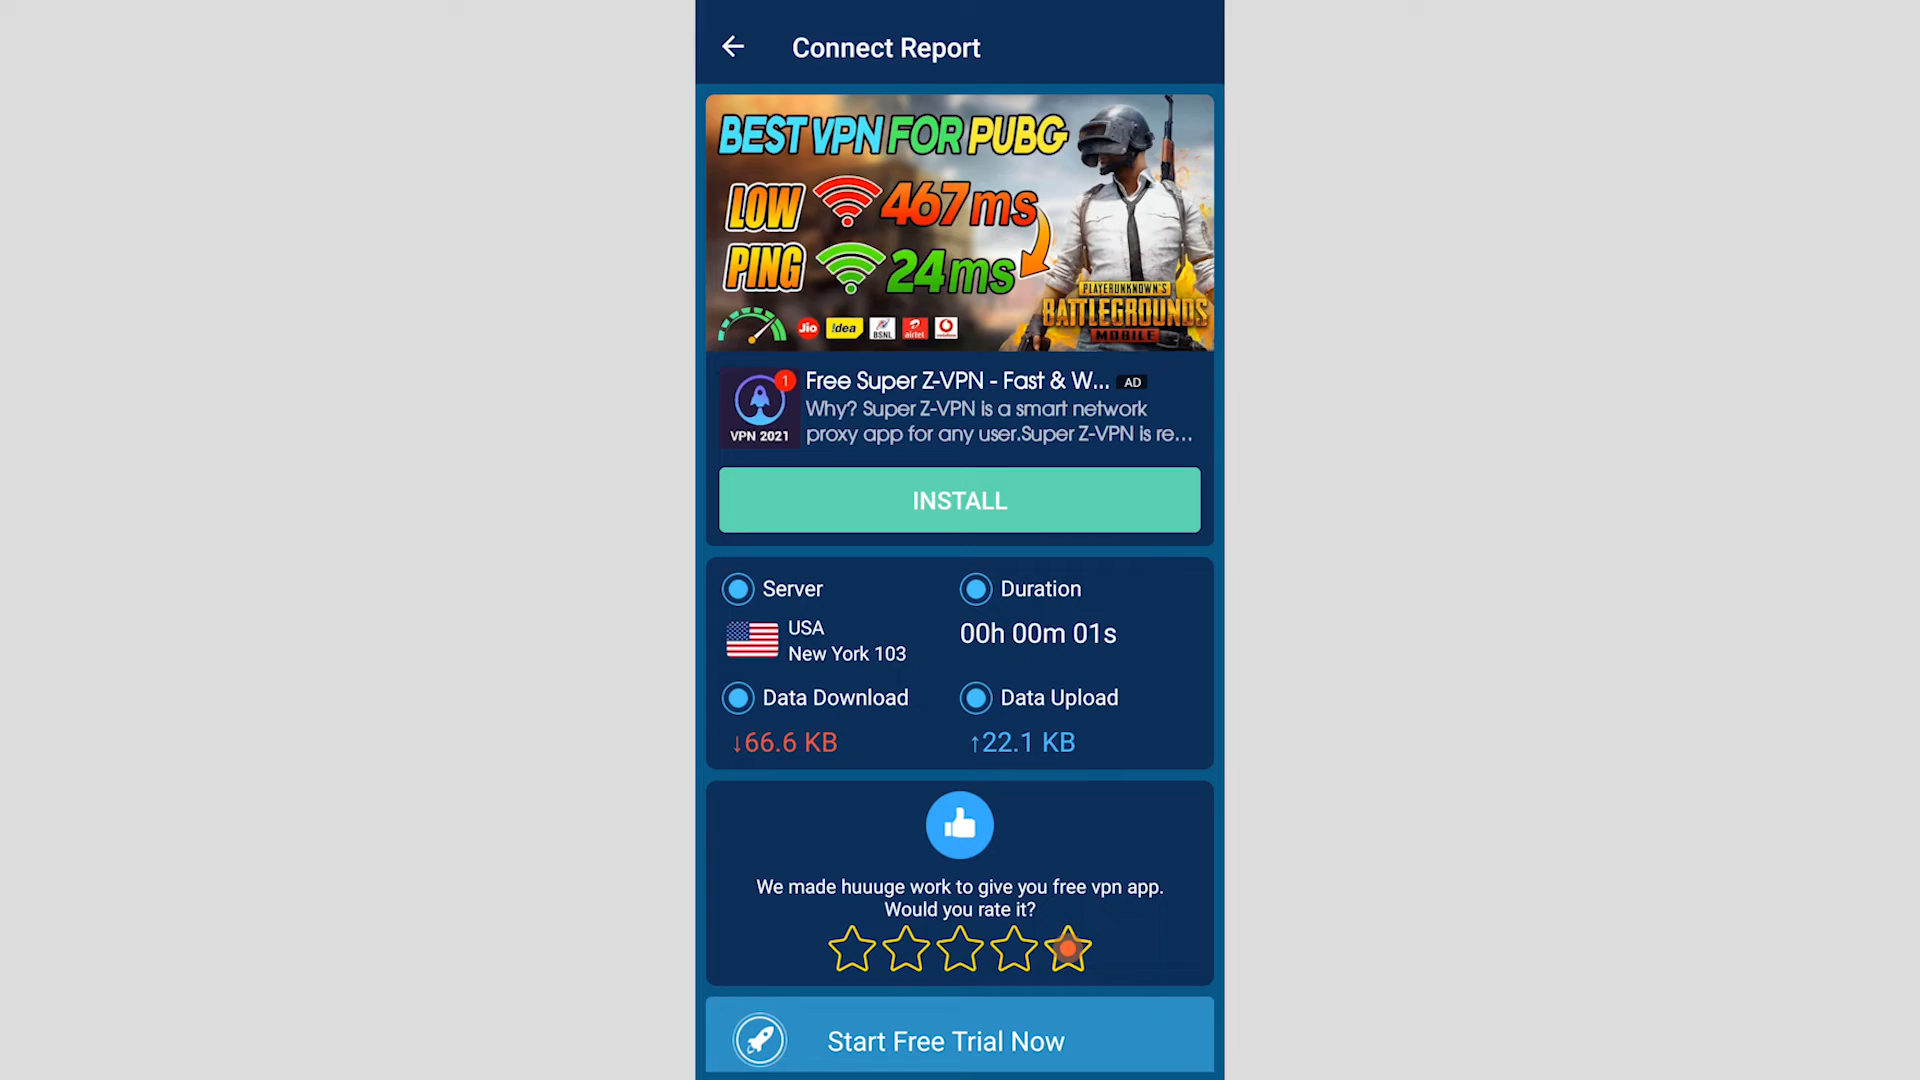 Connect Report
BEST VPN FOR PUBG
LOW 467ms
PING 24ms
PLAYERUNKNOWN'S
BATTLEGROUNDS
MOBILE
Jio !dea BSNL airtel
1
VPN 2021
Free Super Z-VPN - Fast & W... AD
Why? Super Z-VPN is a smart network
proxy app for any user.Super Z-VPN is re...
INSTALL
Server Duration
USA
New York 103
00h 00m 01s
Data Download Data Upload
↓66.6 KB ↑22.1 KB
We made huuuge work to give you free vpn app.
Would you rate it?
Start Free Trial Now